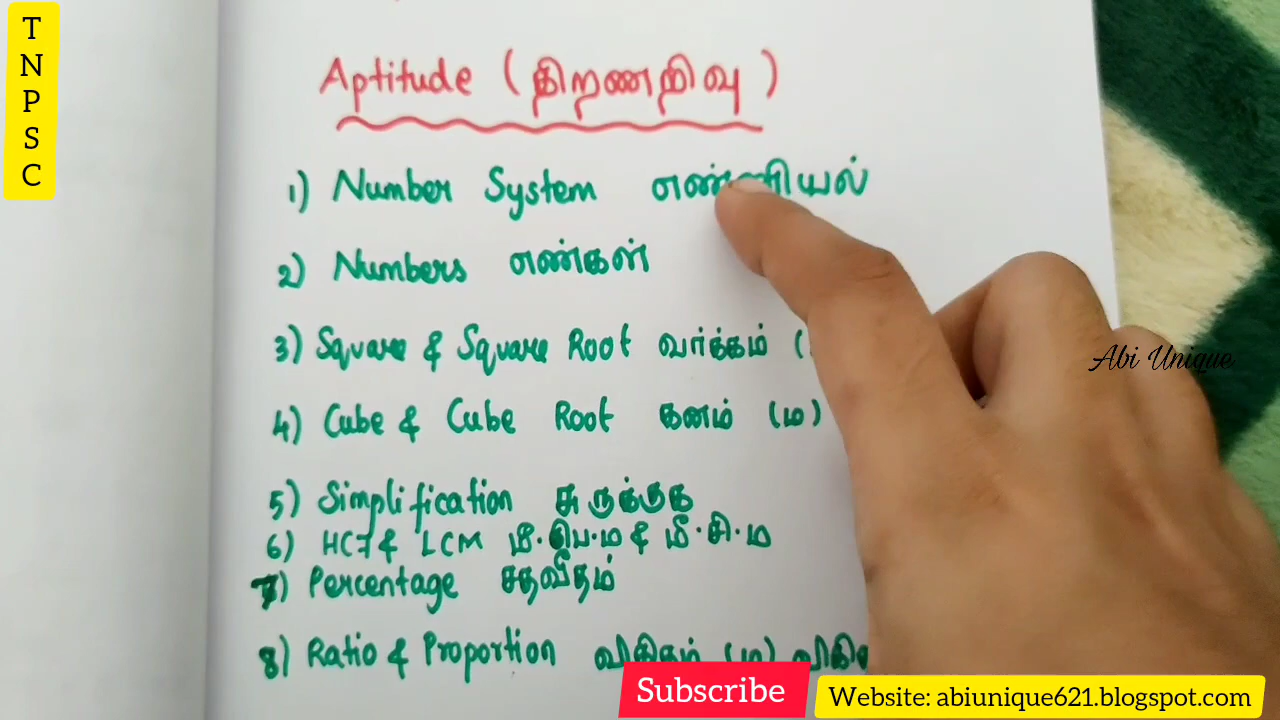 T
N
P
S
C
Aptitude (திறனறிவு)
1) Number System எண்ணியல்
2) Numbers எண்கள்
3) Square & Square Root வர்க்கம் (
4) Cube & Cube Root கனம் (ம)
5) Simplification சுருக்குக
6) HCF & LCM மீ.பெ.ம & மீ.சி.ம
7) Percentage சதவீதம்
8) Ratio & Proportion விகிதம் (ம)
Abi Unique
Subscribe
Website: abiunique621.blogspot.com